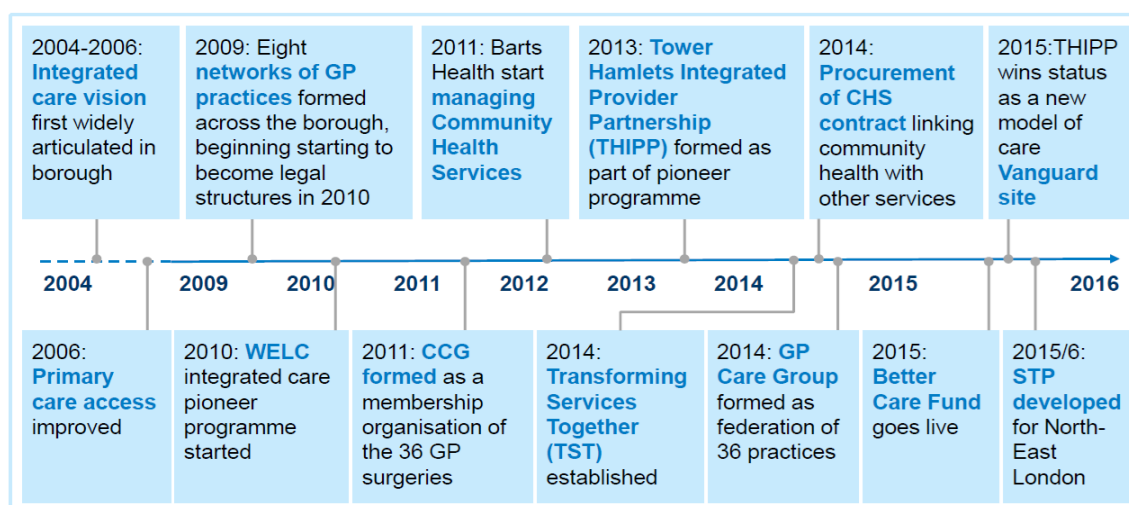 2004-2006:
Integrated
care vision
first widely
articulated in
borough
2009: Eight
networks of GP
practices formed
across the borough,
beginning starting to
become legal
structures in 2010
2011: Barts
Health start
managing
Community
Health
Services
2013: Tower
Hamlets Integrated
Provider
Partnership
(THIPP) formed as
part of pioneer
programme
2014:
Procurement
of CHS
contract linking
community
health with
other services
2015:THIPP
wins status
as a new
model of
care
Vanguard
site
2004 2009 2010 2011 2012 2013 2014 2015 2016
2006:
Primary
care access
improved
2010: WELC
integrated care
pioneer
programme
started
2011: CCG
formed as a
membership
organisation of
the 36 GP
surgeries
2014:
Transforming
Services
Together
(TST)
established
2014: GP
Care Group
formed as
federation of
36 practices
2015:
Better
Care Fund
goes live
2015/6:
STP
developed
for North-
East
London